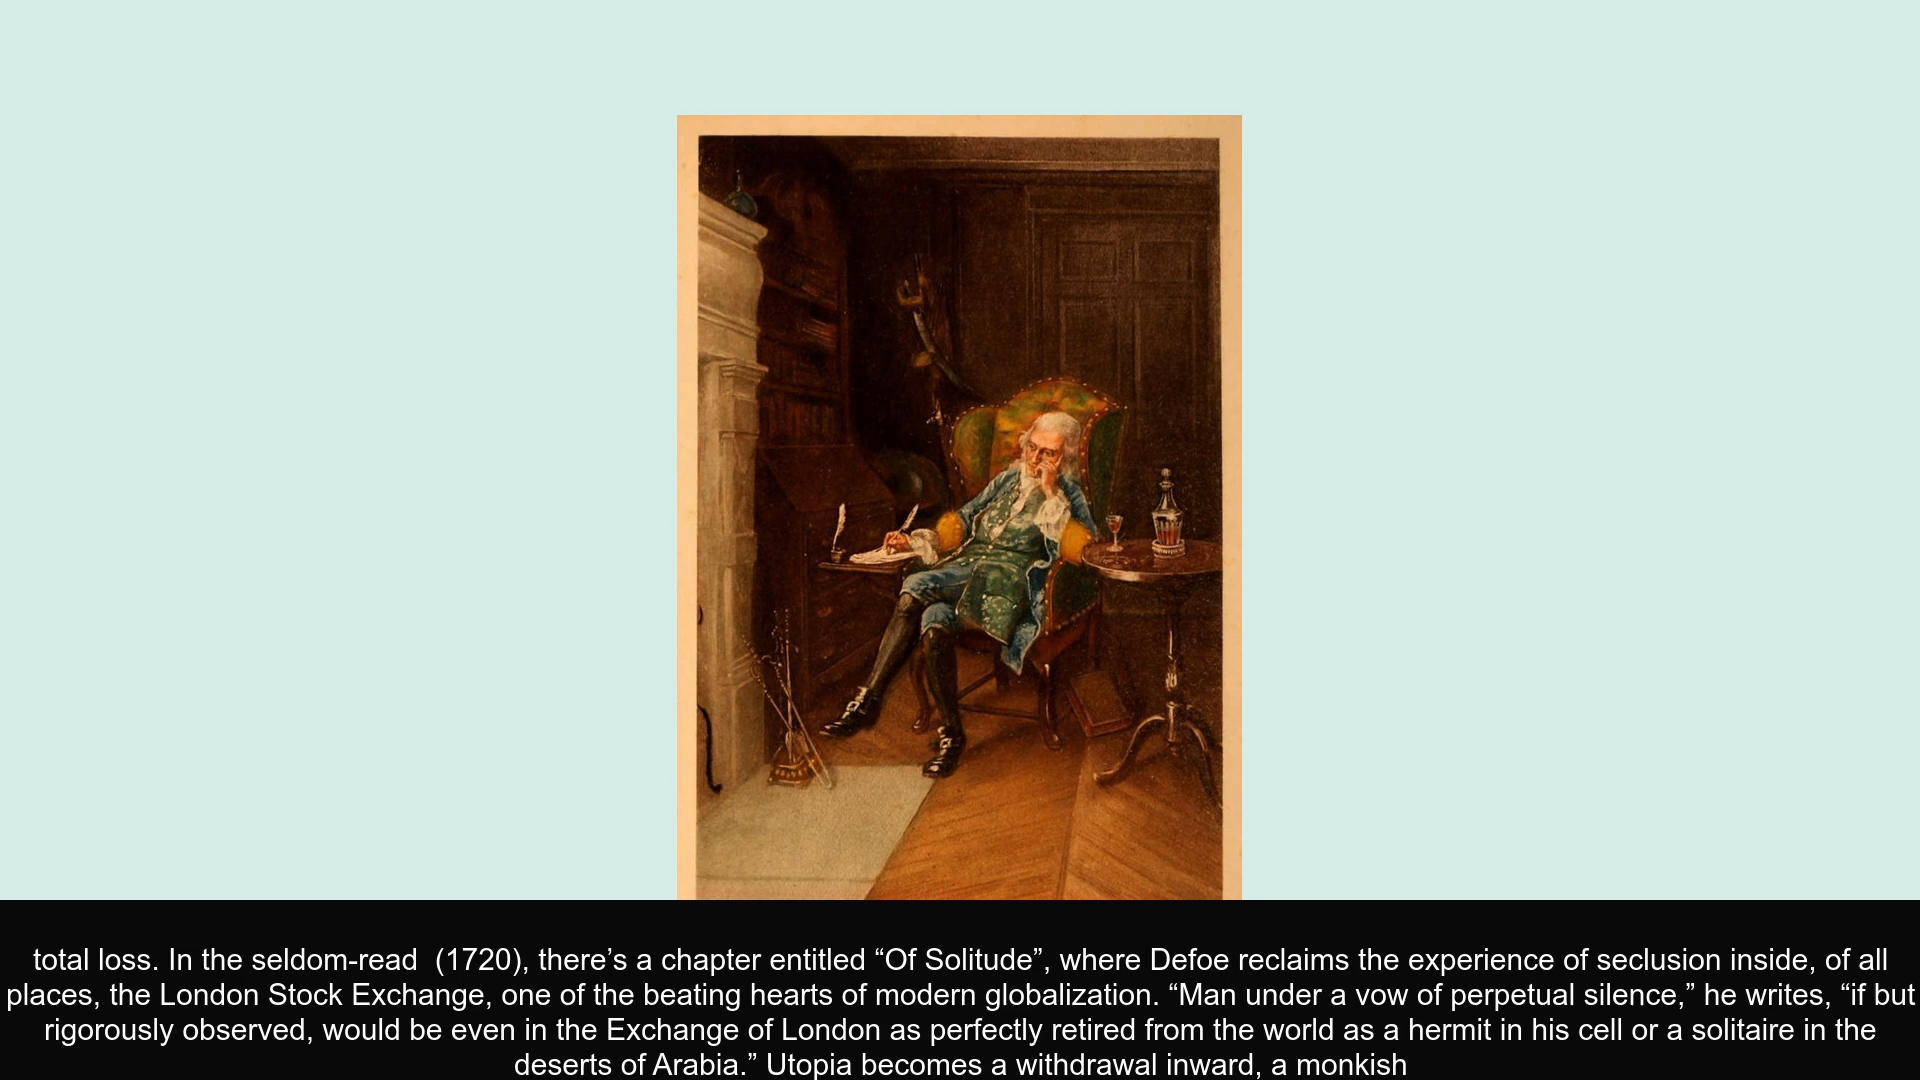 total loss. In the seldom-read  (1720), there’s a chapter entitled “Of Solitude”, where Defoe reclaims the experience of seclusion inside, of all
places, the London Stock Exchange, one of the beating hearts of modern globalization. “Man under a vow of perpetual silence,” he writes, “if but
rigorously observed, would be even in the Exchange of London as perfectly retired from the world as a hermit in his cell or a solitaire in the
deserts of Arabia.” Utopia becomes a withdrawal inward, a monkish